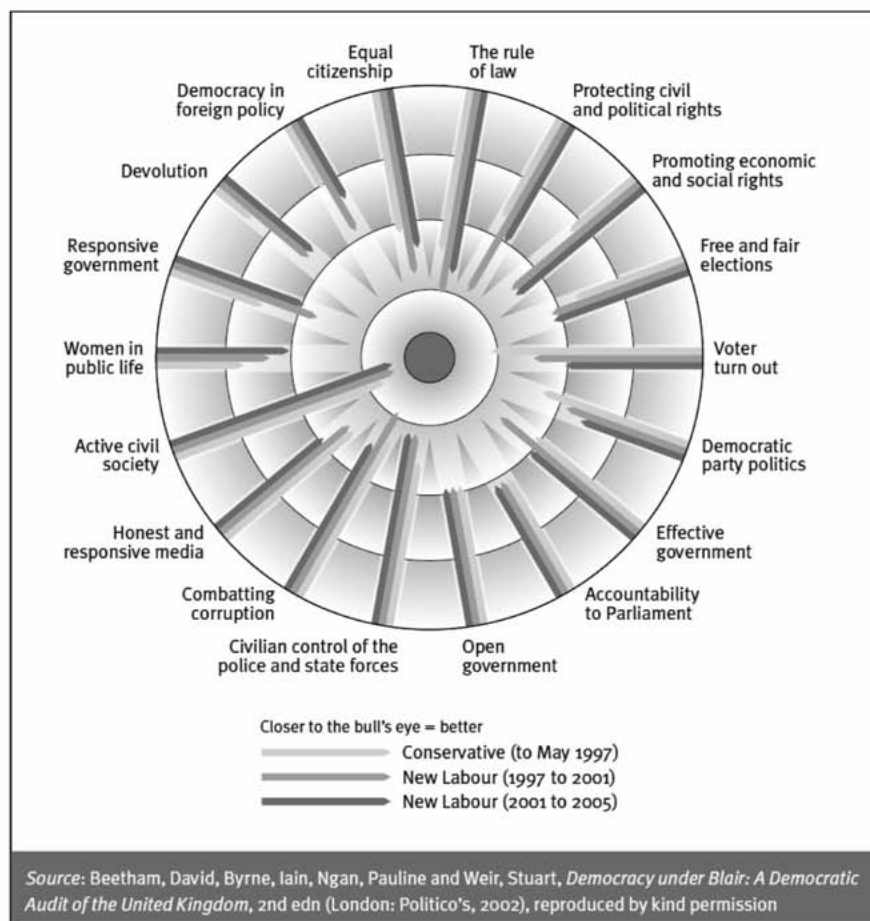 Equal
citizenship
The rule
of law
Democracy in
foreign policy
Protecting civil
and political rights
Devolution
Promoting economic
and social rights
Responsive
government
Free and fair
elections
Women in
public life
Voter
turn out
Active civil
society
Democratic
party politics
Honest and
responsive media
Effective
government
Combatting
corruption
Accountability
to Parliament
Civilian control of the
police and state forces
Open
government
Closer to the bull's eye = better
Conservative (to May 1997)
New Labour (1997 to 2001)
New Labour (2001 to 2005)
Source: Beetham, David, Byrne, Iain, Ngan, Pauline and Weir, Stuart, Democracy under Blair: A Democratic
Audit of the United Kingdom, 2nd edn (London: Politico's, 2002), reproduced by kind permission